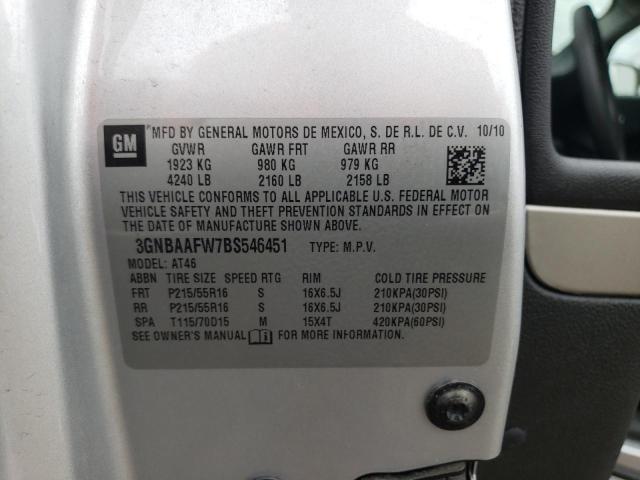 GM MFD BY GENERAL MOTORS DE MEXICO, S. DE R.L. DE C.V. 10/10
GVWR GAWR FRT GAWR RR
1923 KG 980 KG 979 KG
4240 LB 2160 LB 2158 LB
THIS VEHICLE CONFORMS TO ALL APPLICABLE U.S. FEDERAL MOTOR
VEHICLE SAFETY AND THEFT PREVENTION STANDARDS IN EFFECT ON
THE DATE OF MANUFACTURE SHOWN ABOVE.
3GNBAAFW7BS546451 TYPE: M.P.V.
MODEL: AT46
ABBN TIRE SIZE SPEED RTG RIM COLD TIRE PRESSURE
FRT P215/55R16 S 16X6.5J 210KPA(30PSI)
RR P215/55R16 S 16X6.5J 210KPA(30PSI)
SPA T115/70D15 M 15X4T 420KPA(60PSI)
SEE OWNER'S MANUAL FOR MORE INFORMATION.